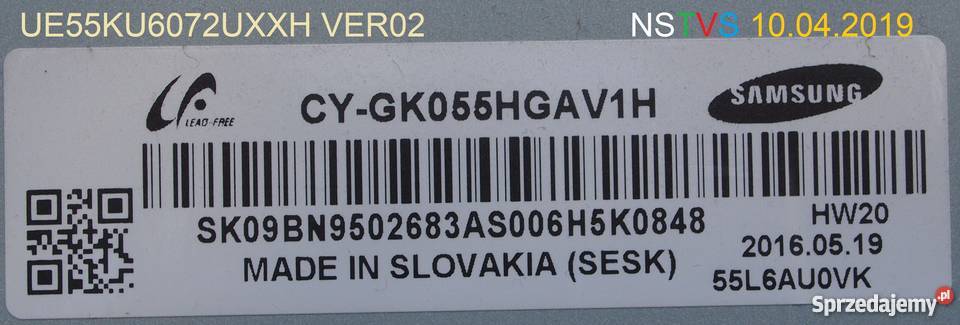 UE55KU6072UXXH VER02
NSTVS 10.04.2019
LEAD-FREE
CY-GK055HGAV1H
SAMSUNG
SK09BN9502683AS006H5K0848
HW20
2016.05.19
MADE IN SLOVAKIA (SESK)
55L6AU0VK
Sprzedajemy.pl